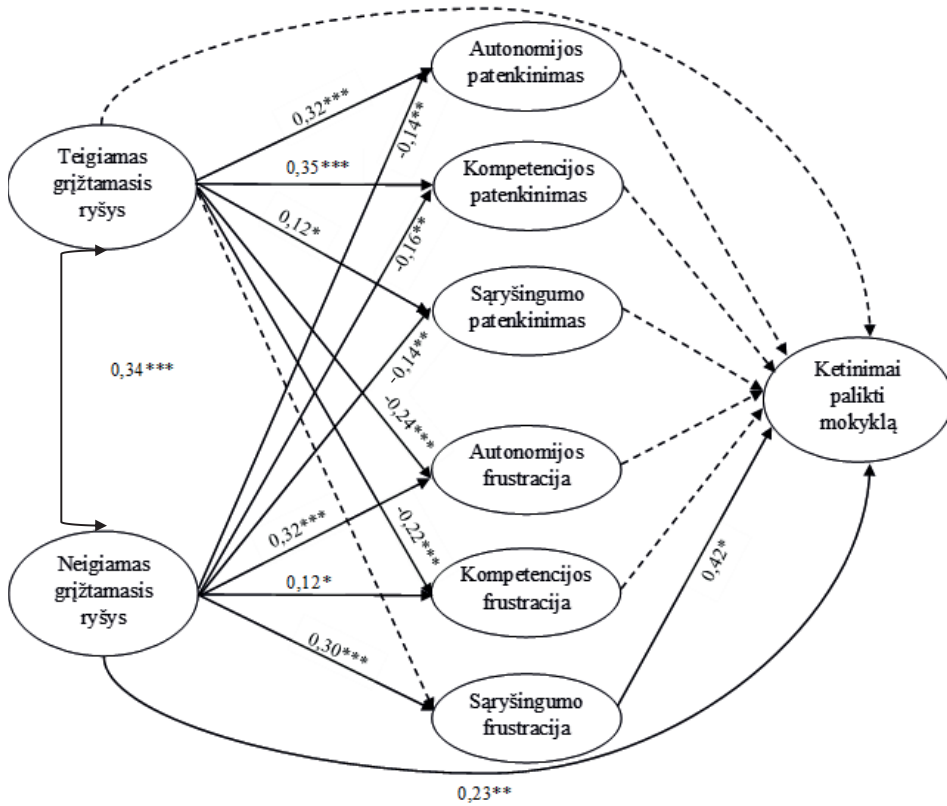 Autonomijos
patenkinimas
0,32***
-0,14**
Teigiamas
grįžtamasis
ryšys
0,35***
Kompetencijos
patenkinimas
0,12*
-0,16**
Sąryšingumo
patenkinimas
0,34***
-0,14**
Ketinimai
palikti
mokyklą
-0,24***
Autonomijos
frustracija
0,32***
-0,22***
Neigiamas
grįžtamasis
ryšys
0,12*
Kompetencijos
frustracija
0,42*
0,30***
Sąryšingumo
frustracija
0,23**